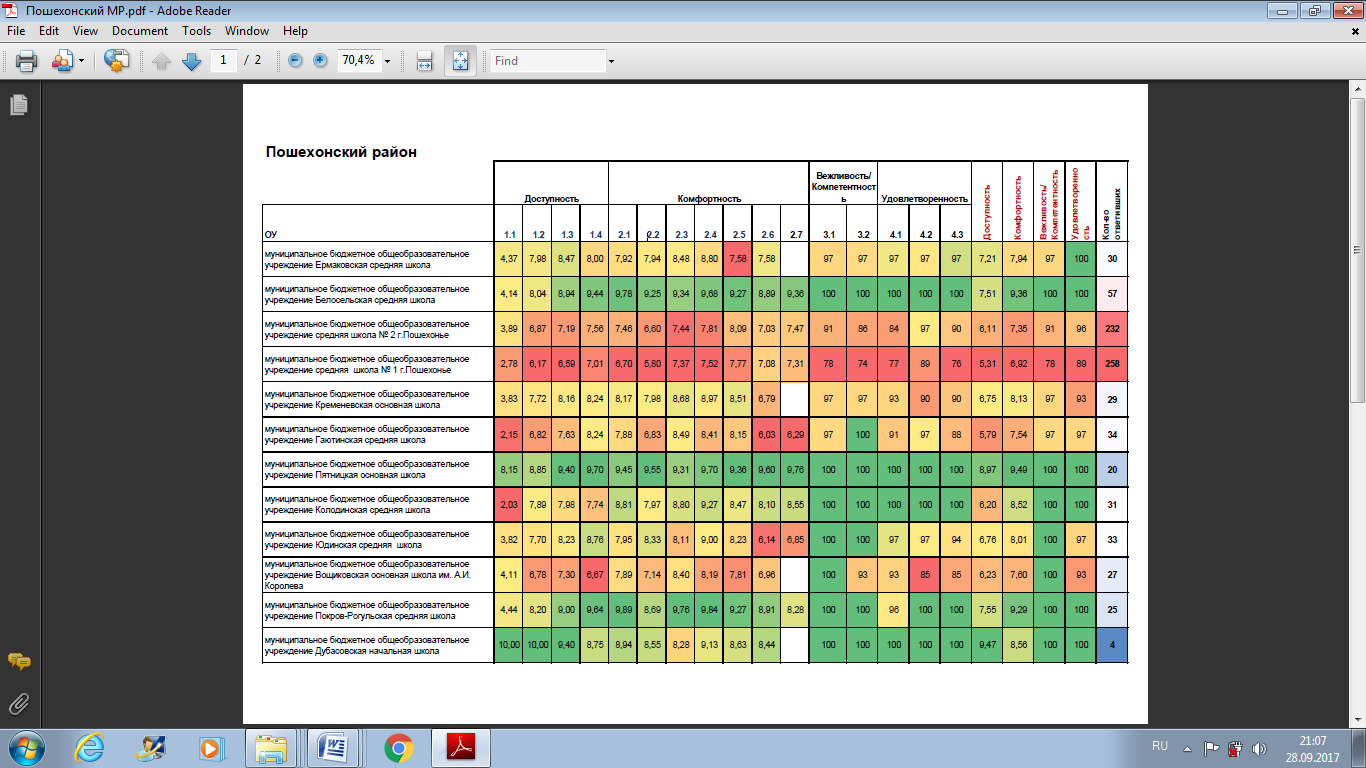 Пошехонский МР.pdf - Adobe Reader
File Edit View Document Tools Window Help
1 / 2 70,4% Find
Пошехонский район
Доступность Комфортность Вежливость/ Компетентност ь Удовлетворенность Доступность Комфортность Вежливость/ Компетентность Удовлетворенно сть Кол-во ответивших
ОУ 1.1 1.2 1.3 1.4 2.1 2.2 2.3 2.4 2.5 2.6 2.7 3.1 3.2 4.1 4.2 4.3
муниципальное бюджетное общеобразовательное
учреждение Ермаковская средняя школа 4,37 7,98 8,47 8,00 7,92 7,94 8,48 8,80 7,58 7,58 97 97 97 97 97 7,21 7,94 97 100 30
муниципальное бюджетное общеобразовательное
учреждение Белосельская средняя школа 4,14 8,04 8,94 9,44 9,78 9,25 9,34 9,68 9,27 8,89 9,36 100 100 100 100 100 7,51 9,36 100 100 57
муниципальное бюджетное общеобразовательное
учреждение средняя школа № 2 г.Пошехонье 3,89 6,87 7,19 7,56 7,46 6,60 7,44 7,81 8,09 7,03 7,47 91 86 84 97 90 6,11 7,35 91 96 232
муниципальное бюджетное общеобразовательное
учреждение средняя школа № 1 г.Пошехонье 2,78 6,17 6,59 7,01 6,70 5,80 7,37 7,52 7,77 7,08 7,31 78 74 77 89 76 5,31 6,92 78 89 258
муниципальное бюджетное общеобразовательное
учреждение Кременевская основная школа 3,83 7,72 8,16 8,24 8,17 7,98 8,68 8,97 8,51 6,79 97 97 93 90 90 6,75 8,13 97 93 29
муниципальное бюджетное общеобразовательное
учреждение Гаютинская средняя школа 2,15 6,82 7,63 8,24 7,88 6,83 8,49 8,41 8,15 6,03 6,29 97 100 91 97 88 5,79 7,54 97 97 34
муниципальное бюджетное общеобразовательное
учреждение Пятницкая основная школа 8,15 8,85 9,40 9,70 9,45 9,55 9,31 9,70 9,36 9,60 9,76 100 100 100 100 100 8,97 9,49 100 100 20
муниципальное бюджетное общеобразовательное
учреждение Колодинская средняя школа 2,03 7,89 7,98 7,74 8,81 7,97 8,80 9,27 8,47 8,10 8,55 100 100 100 100 100 6,20 8,52 100 100 31
муниципальное бюджетное общеобразовательное
учреждение Юдинская средняя школа 3,82 7,70 8,23 8,76 7,95 8,33 8,11 9,00 8,23 6,14 6,85 100 100 97 97 94 6,76 8,01 100 97 33
муниципальное бюджетное общеобразовательное
учреждение Вощиковская основная школа им. А.И.
Королева 4,11 6,78 7,30 6,67 7,89 7,14 8,40 8,19 7,81 6,96 100 93 93 85 85 6,23 7,60 100 93 27
муниципальное бюджетное общеобразовательное
учреждение Покров-Рогульская средняя школа 4,44 8,20 9,00 9,64 9,89 8,69 9,76 9,84 9,27 8,91 8,28 100 100 96 100 100 7,55 9,29 100 100 25
муниципальное бюджетное общеобразовательное
учреждение Дубасовская начальная школа 10,00 10,00 9,40 8,75 8,94 8,55 8,28 9,13 8,63 8,44 100 100 100 100 100 9,47 8,56 100 100 4
RU 21:07
28.09.2017